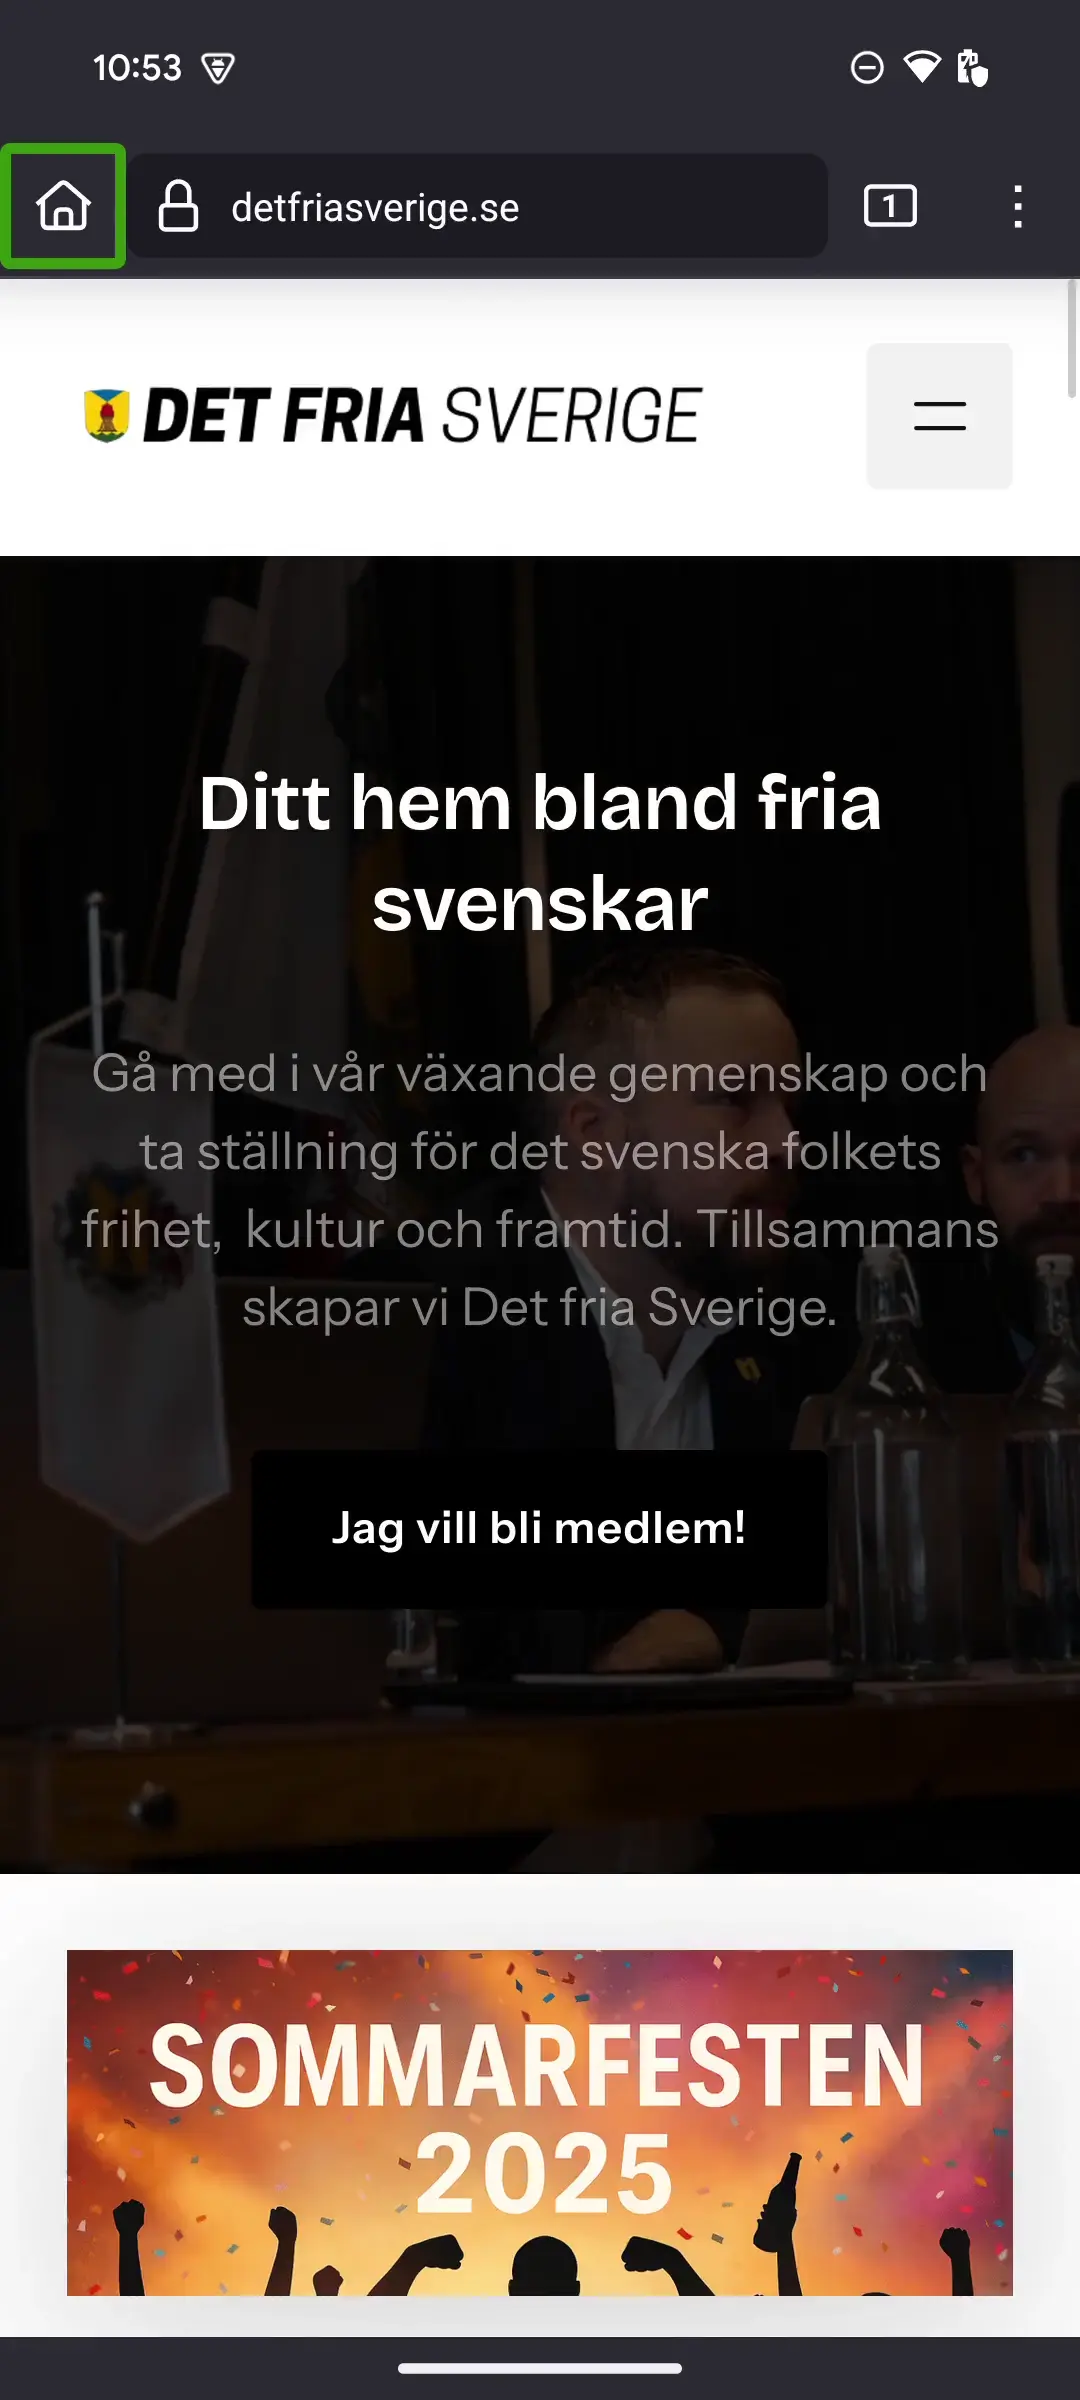 10:53
detfriasverige.se
1
DET FRIA SVERIGE
Ditt hem bland fria
svenskar
Gå med i vår växande gemenskap och
ta ställning för det svenska folkets
frihet, kultur och framtid. Tillsammans
skapar vi Det fria Sverige.
Jag vill bli medlem!
SOMMARFESTEN
2025